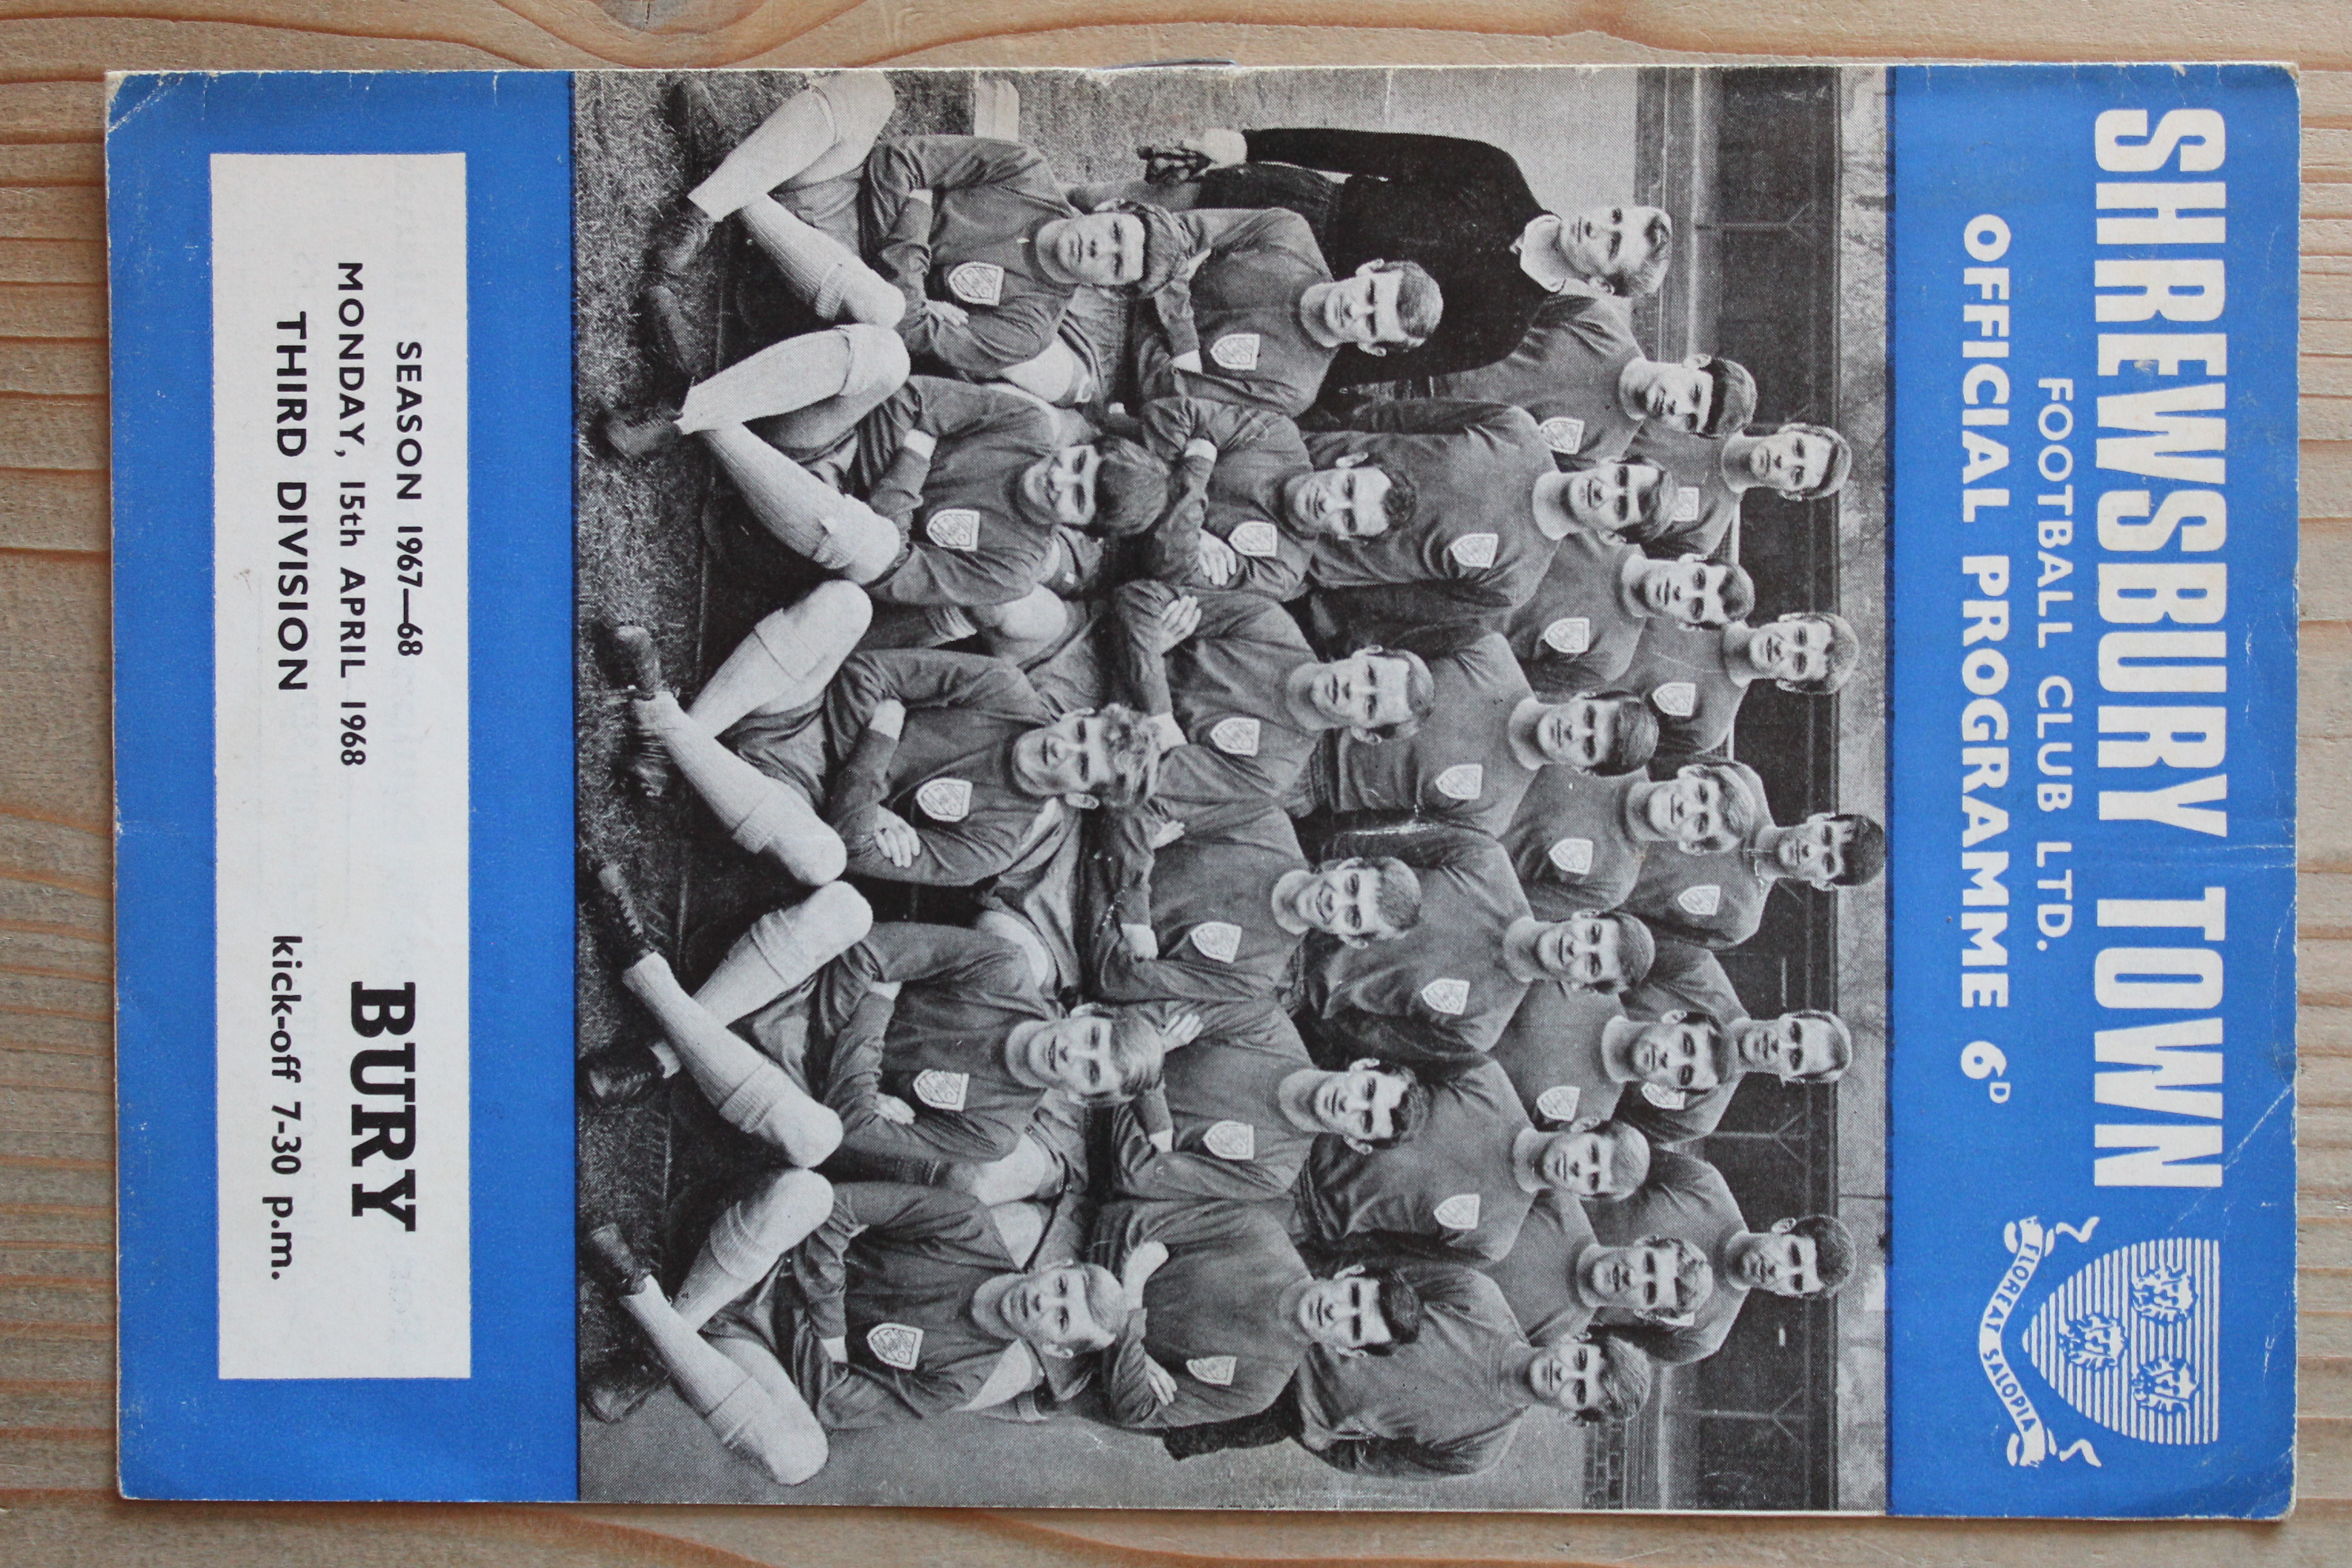 SHREWSBURY TOWN
FOOTBALL CLUB LTD.
OFFICIAL PROGRAMME 6D
FLOREAT SALOPIA
SEASON 1967—68
MONDAY, 15th APRIL 1968
THIRD DIVISION
BURY
kick-off 7-30 p.m.